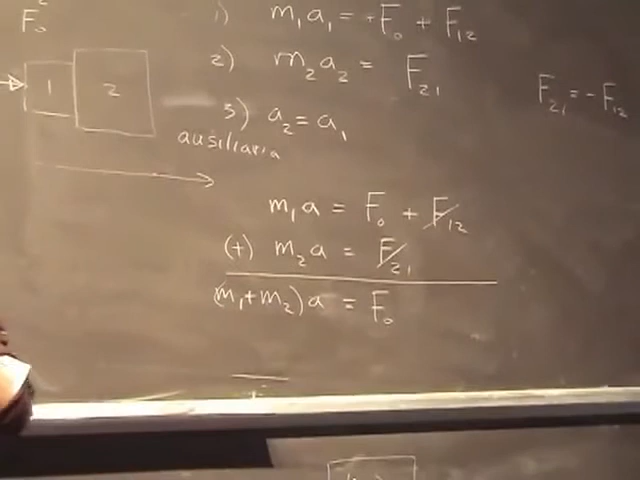 F₀
1) m₁a₁ = F₀ + F₁₂
2) m₂a₂ = F₂₁
F₂₁ = - F₁₂
1 2
3) a₂ = a₁
ausiliaria
m₁a = F₀ + F₁₂
(+) m₂a = F₂₁
(m₁+m₂)a = F₀